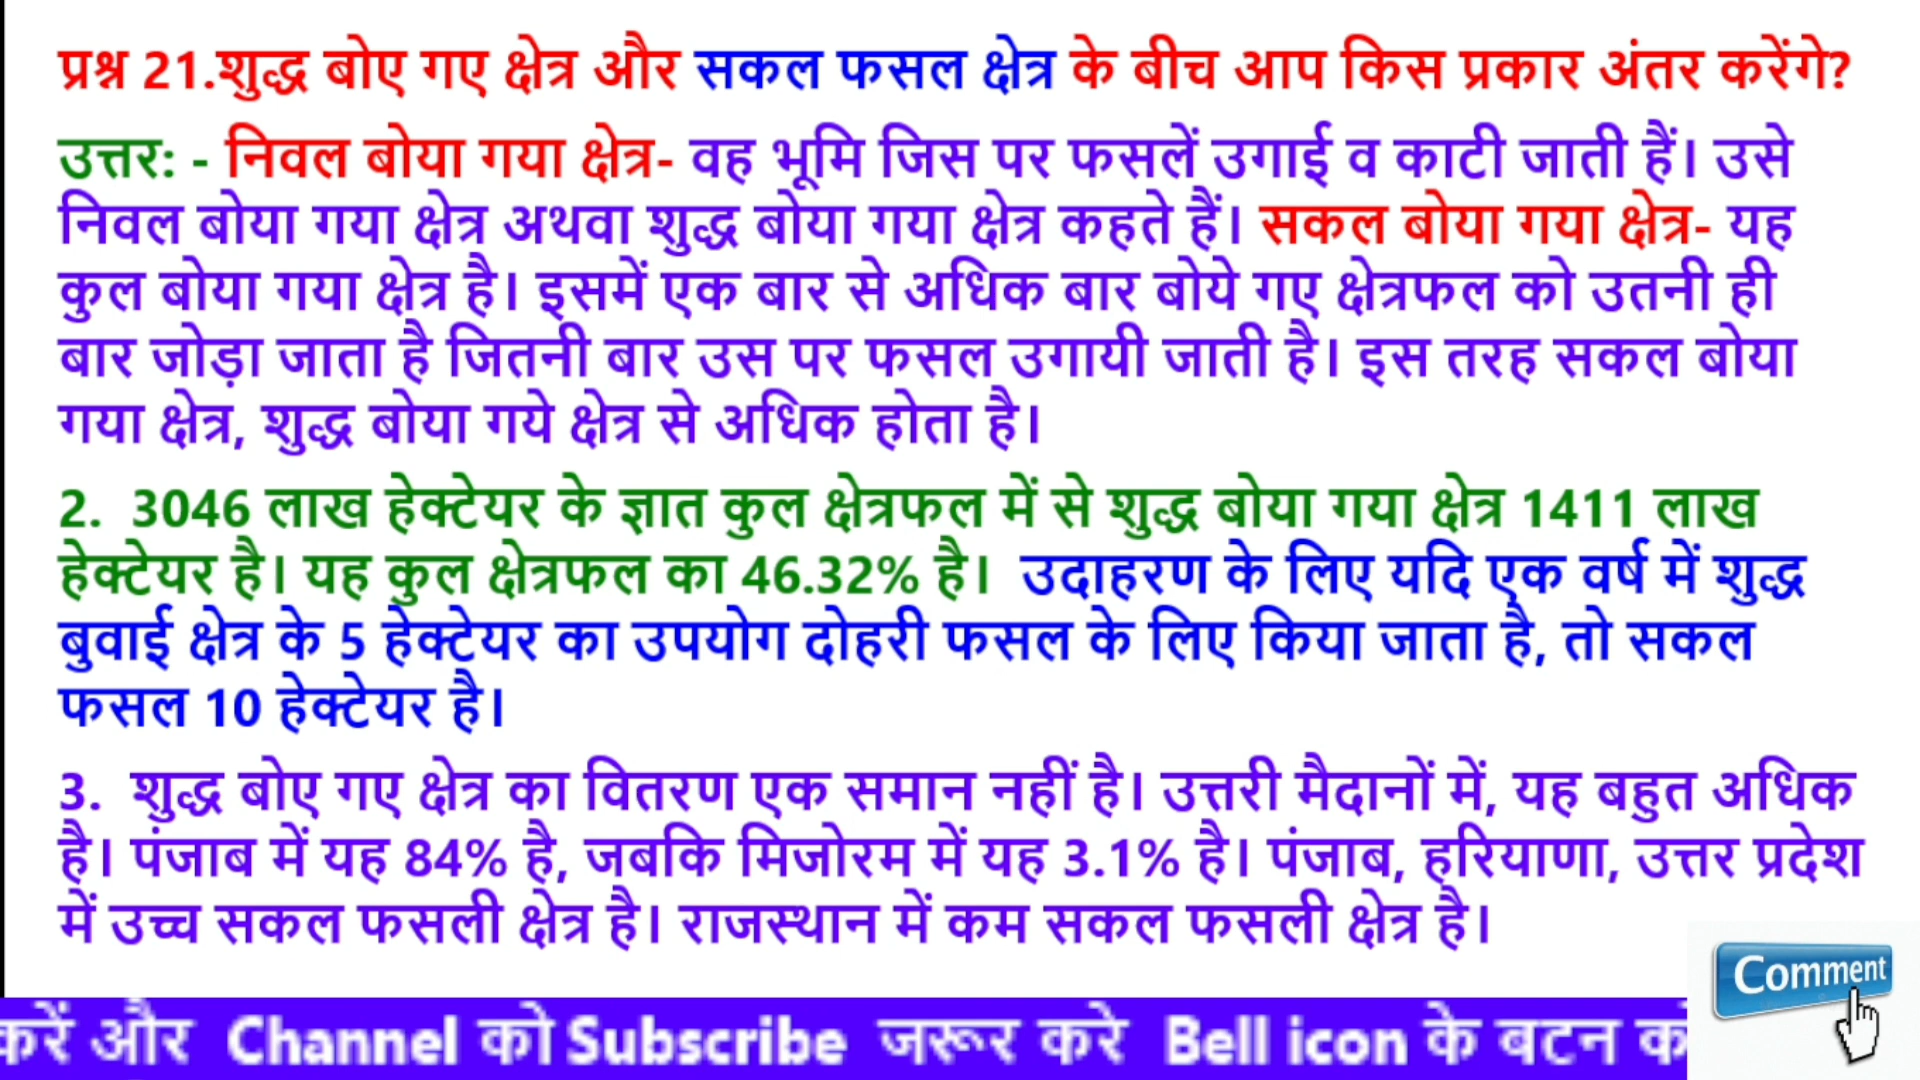 प्रश्न 21.शुद्ध बोए गए क्षेत्र और सकल फसल क्षेत्र के बीच आप किस प्रकार अंतर करेंगे?
उत्तर: - निवल बोया गया क्षेत्र- वह भूमि जिस पर फसलें उगाई व काटी जाती हैं। उसे
निवल बोया गया क्षेत्र अथवा शुद्ध बोया गया क्षेत्र कहते हैं। सकल बोया गया क्षेत्र- यह
कुल बोया गया क्षेत्र है। इसमें एक बार से अधिक बार बोये गए क्षेत्रफल को उतनी ही
बार जोड़ा जाता है जितनी बार उस पर फसल उगायी जाती है। इस तरह सकल बोया
गया क्षेत्र, शुद्ध बोया गये क्षेत्र से अधिक होता है।
2. 3046 लाख हेक्टेयर के ज्ञात कुल क्षेत्रफल में से शुद्ध बोया गया क्षेत्र 1411 लाख
हेक्टेयर है। यह कुल क्षेत्रफल का 46.32% है। उदाहरण के लिए यदि एक वर्ष में शुद्ध
बुवाई क्षेत्र के 5 हेक्टेयर का उपयोग दोहरी फसल के लिए किया जाता है, तो सकल
फसल 10 हेक्टेयर है।
3. शुद्ध बोए गए क्षेत्र का वितरण एक समान नहीं है। उत्तरी मैदानों में, यह बहुत अधिक
है। पंजाब में यह 84% है, जबकि मिजोरम में यह 3.1% है। पंजाब, हरियाणा, उत्तर प्रदेश
में उच्च सकल फसली क्षेत्र है। राजस्थान में कम सकल फसली क्षेत्र है।
Comment
करें और Channel को Subscribe जरूर करे Bell icon के बटन को